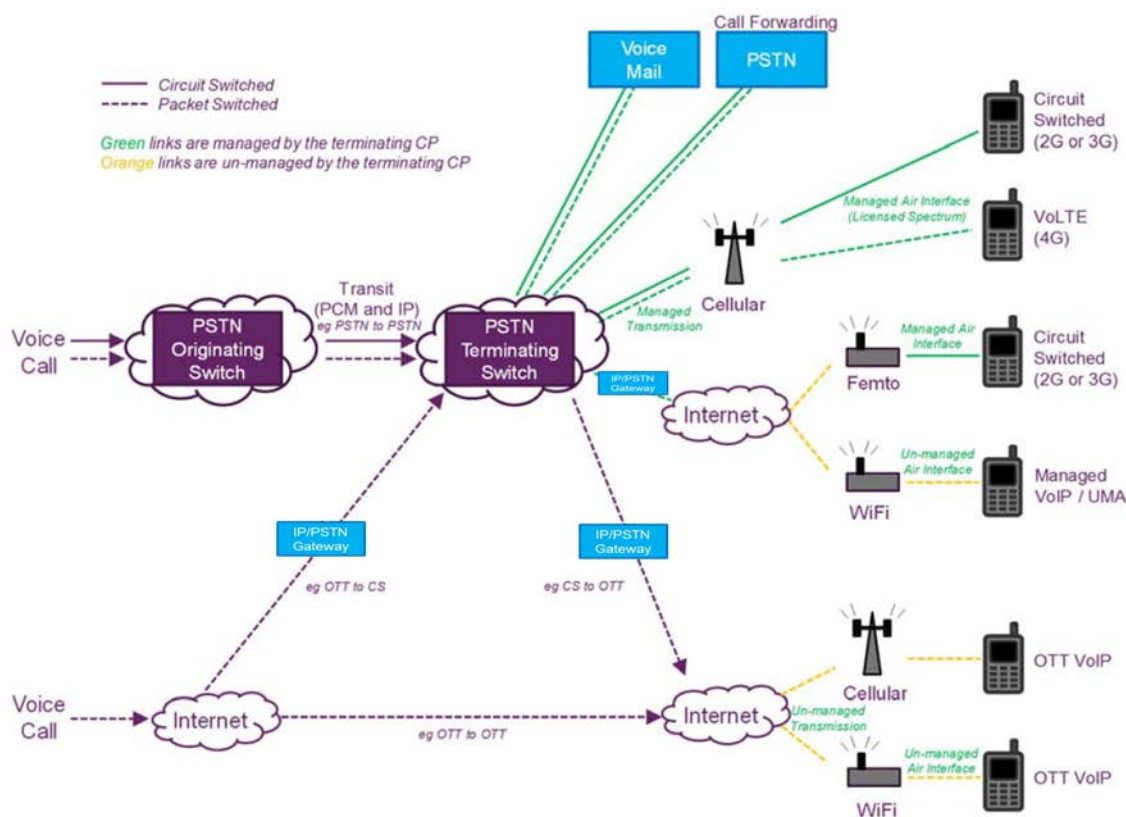 Call Forwarding
Voice
Mail
PSTN
Circuit Switched
Packet Switched
Green links are managed by the terminating CP
Orange links are un-managed by the terminating CP
Circuit
Switched
(2G or 3G)
Managed Air Interface
(Licensed Spectrum)
VoLTE
(4G)
Cellular
Managed
Transmission
Voice
Call
PSTN
Originating
Switch
Transit
(PCM and IP)
eg PSTN to PSTN
PSTN
Terminating
Switch
IP/PSTN
Gateway
Internet
Managed Air
Interface
Femto
Circuit
Switched
(2G or 3G)
Un-managed
Air Interface
WiFi
Managed
VoIP / UMA
IP/PSTN
Gateway
eg OTT to CS
IP/PSTN
Gateway
eg CS to OTT
Voice
Call
Internet
eg OTT to OTT
Internet
Cellular
OTT VoIP
Un-managed
Transmission
Un-managed
Air Interface
WiFi
OTT VoIP